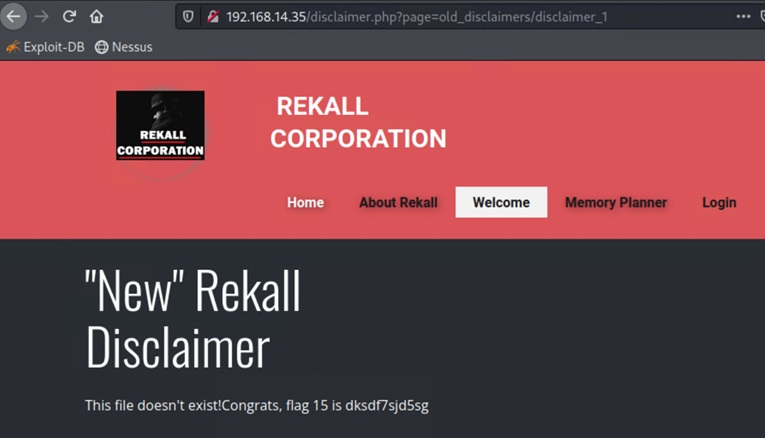 192.168.14.35/disclaimer.php?page=old_disclaimers/disclaimer_1
Exploit-DB Nessus
REKALL
CORPORATION
REKALL
CORPORATION
Home About Rekall Welcome Memory Planner Login
"New" Rekall
Disclaimer
This file doesn't exist!Congrats, flag 15 is dksdf7sjd5sg